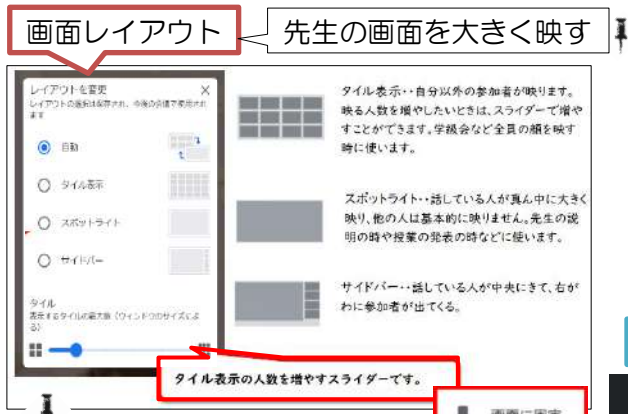 画面レイアウト
先生の画面を大きく映す
レイアウトを変更
レイアウトの選択は保存され、今後の会議で使用され
ます
自動
タイル表示
スポットライト
サイドバー
タイル
表示するタイルの最大数（ウィンドウのサイズによ
る）
タイル表示・・自分以外の参加者が映ります。
映る人数を増やしたいときは、スライダーで増や
すことができます。学級会など全員の顔を映す
時に使います。
スポットライト・・話している人が真ん中に大きく
映り、他の人は基本的に映りません。先生の説
明の時や授業の発表の時などに使います。
サイドバー・・話している人が中央にきて、右が
わに参加者が出てくる。
タイル表示の人数を増やすスライダーです。
画面に固定